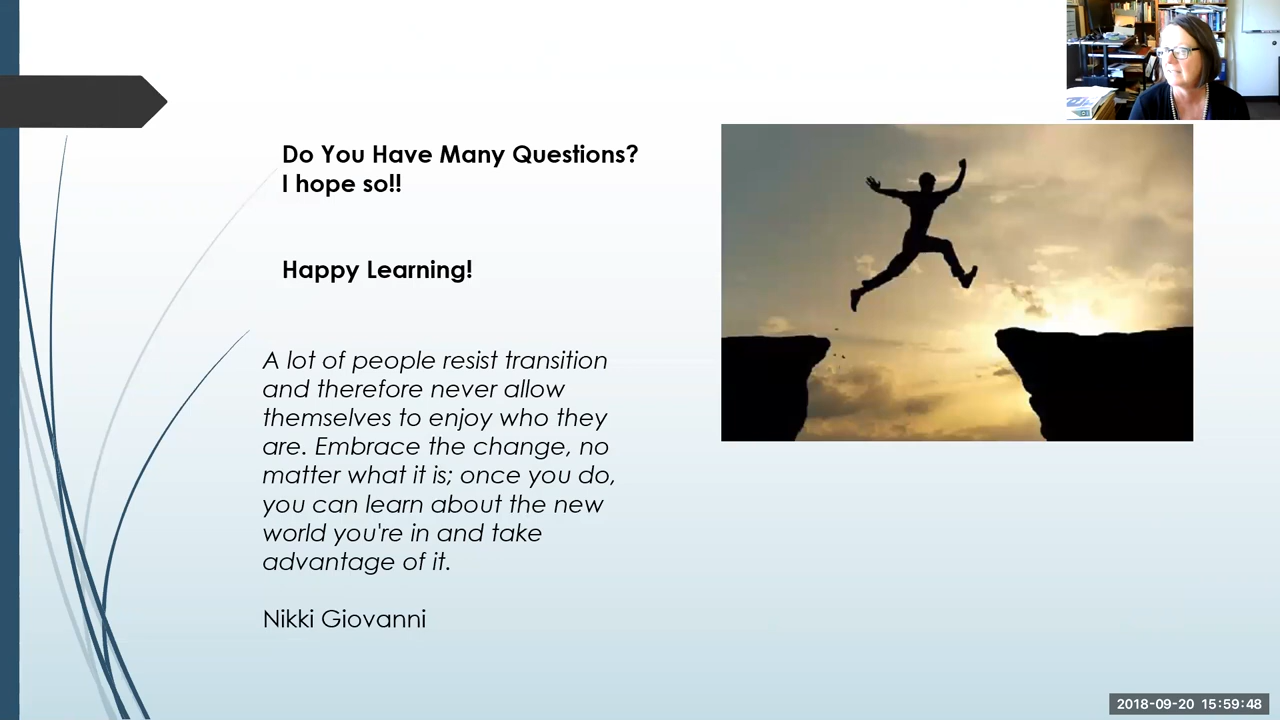 Do You Have Many Questions?
I hope so!!
Happy Learning!
A lot of people resist transition
and therefore never allow
themselves to enjoy who they
are. Embrace the change, no
matter what it is; once you do,
you can learn about the new
world you're in and take
advantage of it.
Nikki Giovanni
2018-09-20 15:59:48